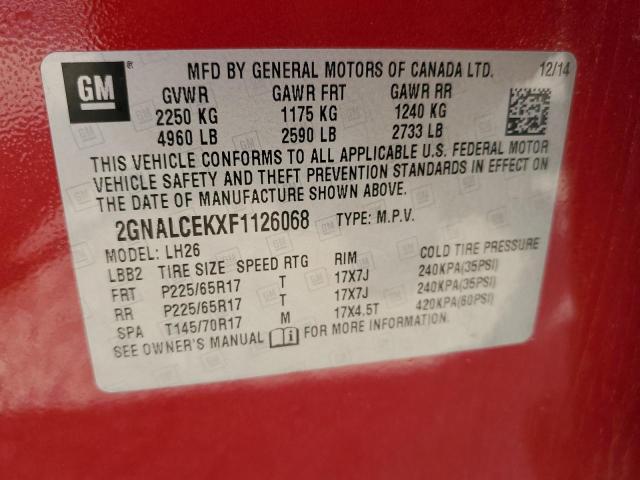 GM
MFD BY GENERAL MOTORS OF CANADA LTD. 12/14
GVWR GAWR FRT GAWR RR
2250 KG 1175 KG 1240 KG
4960 LB 2590 LB 2733 LB
THIS VEHICLE CONFORMS TO ALL APPLICABLE U.S. FEDERAL MOTOR
VEHICLE SAFETY AND THEFT PREVENTION STANDARDS IN EFFECT ON
THE DATE OF MANUFACTURE SHOWN ABOVE.
2GNALCEKXF1126068 TYPE: M.P.V.
MODEL: LH26
LBB2 TIRE SIZE SPEED RTG RIM COLD TIRE PRESSURE
FRT P225/65R17 T 17X7J 240KPA(35PSI)
RR P225/65R17 T 17X7J 240KPA(35PSI)
SPA T145/70R17 M 17X4.5T 420KPA(60PSI)
SEE OWNER'S MANUAL i FOR MORE INFORMATION.